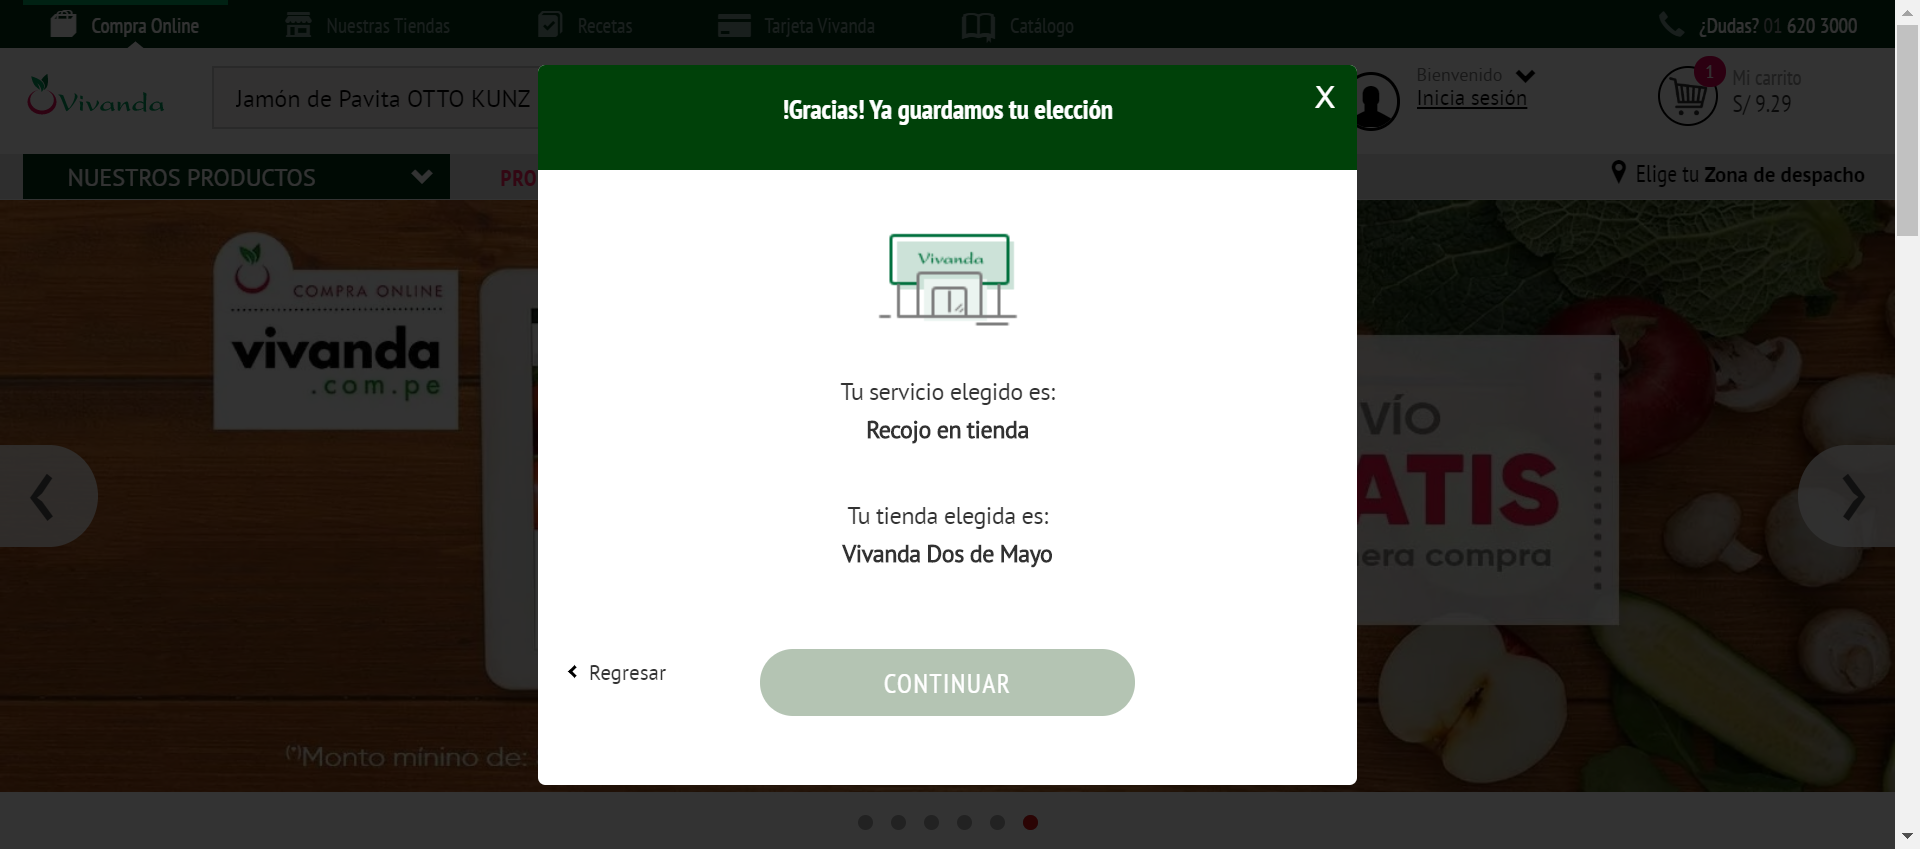 Compra Online
Nuestras Tiendas
Recetas
Tarjeta Vivanda
Catálogo
¿Dudas? 01 620 3000
Vivanda
Jamón de Pavita OTTO KUNZ
Bienvenido
Inicia sesión
1
Mi carrito
S/ 9.29
NUESTROS PRODUCTOS
PRO
Elige tu Zona de despacho
!Gracias! Ya guardamos tu elección
X
Vivanda
Tu servicio elegido es:
Recojo en tienda
Tu tienda elegida es:
Vivanda Dos de Mayo
Regresar
CONTINUAR
COMPRA ONLINE
vivanda
.com.pe
VÍO
ATIS
era compra
(*)Monto mínino de: